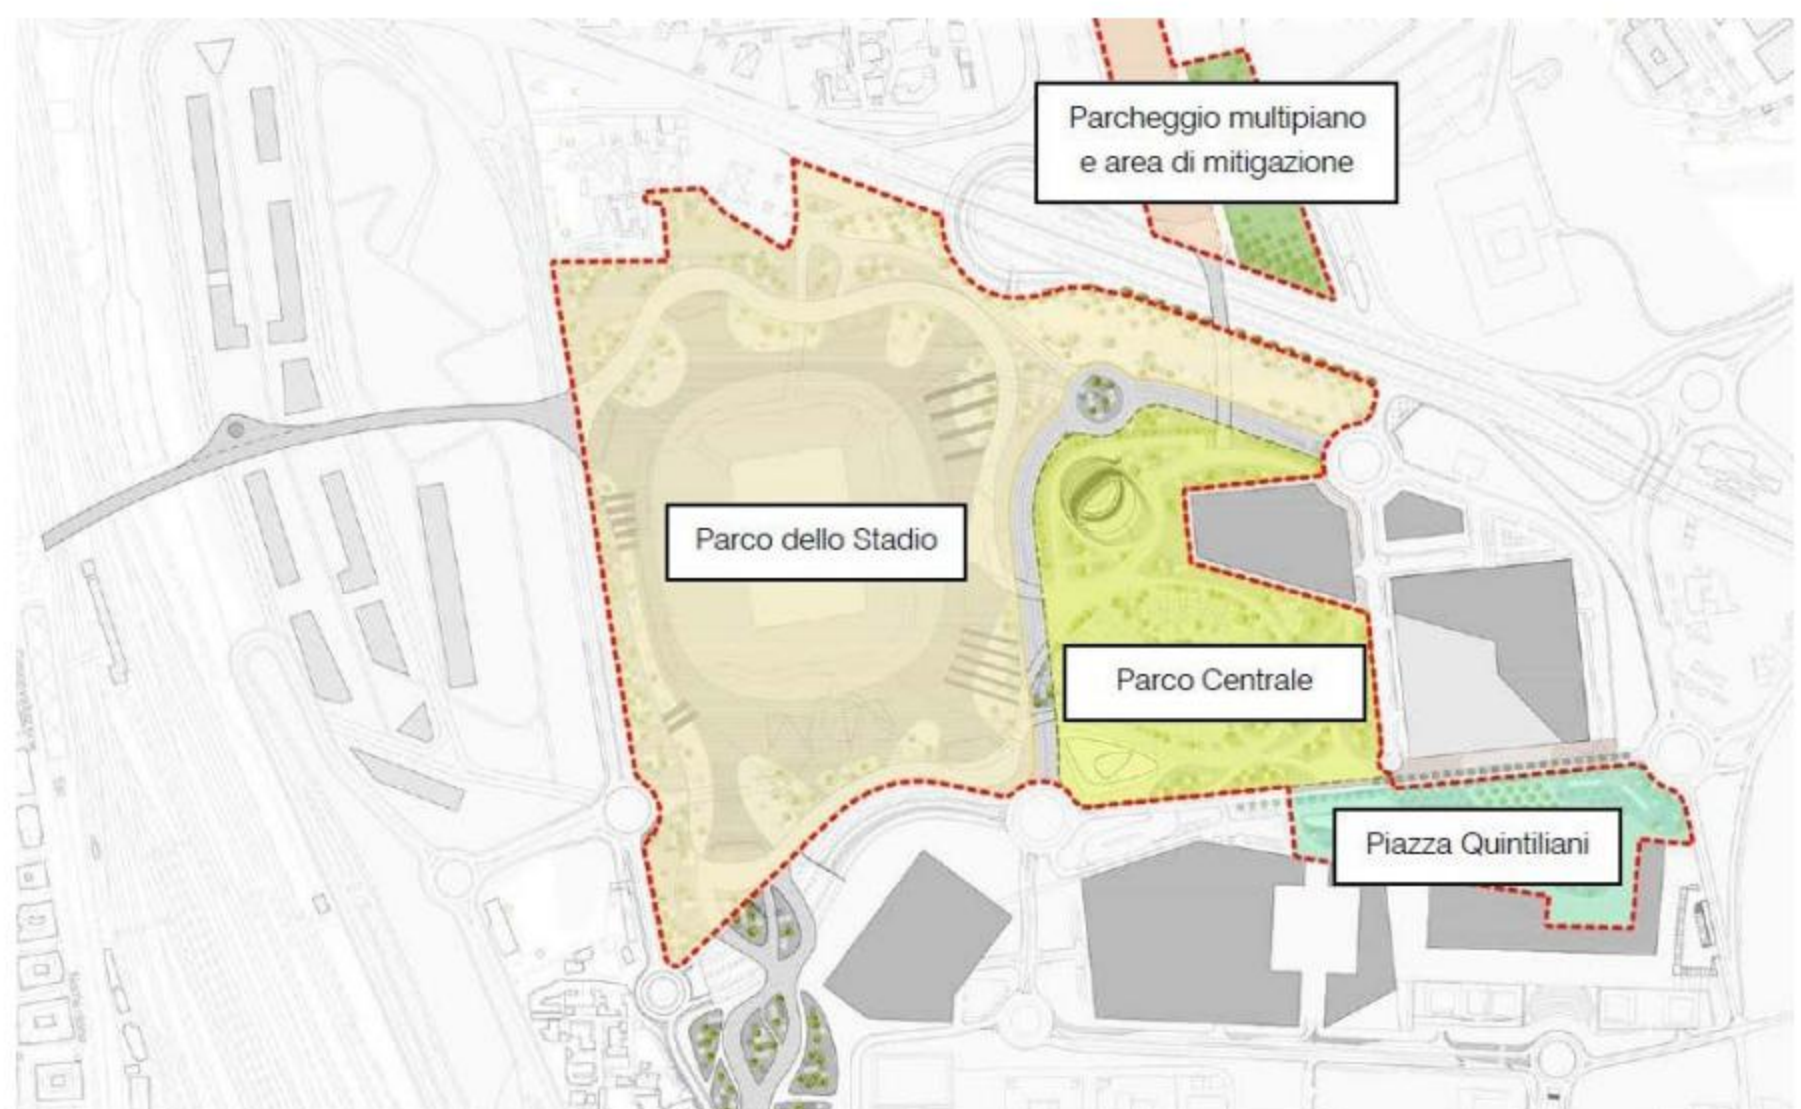 Parcheggio multipiano
e area di mitigazione
Parco dello Stadio
Parco Centrale
Piazza Quintiliani